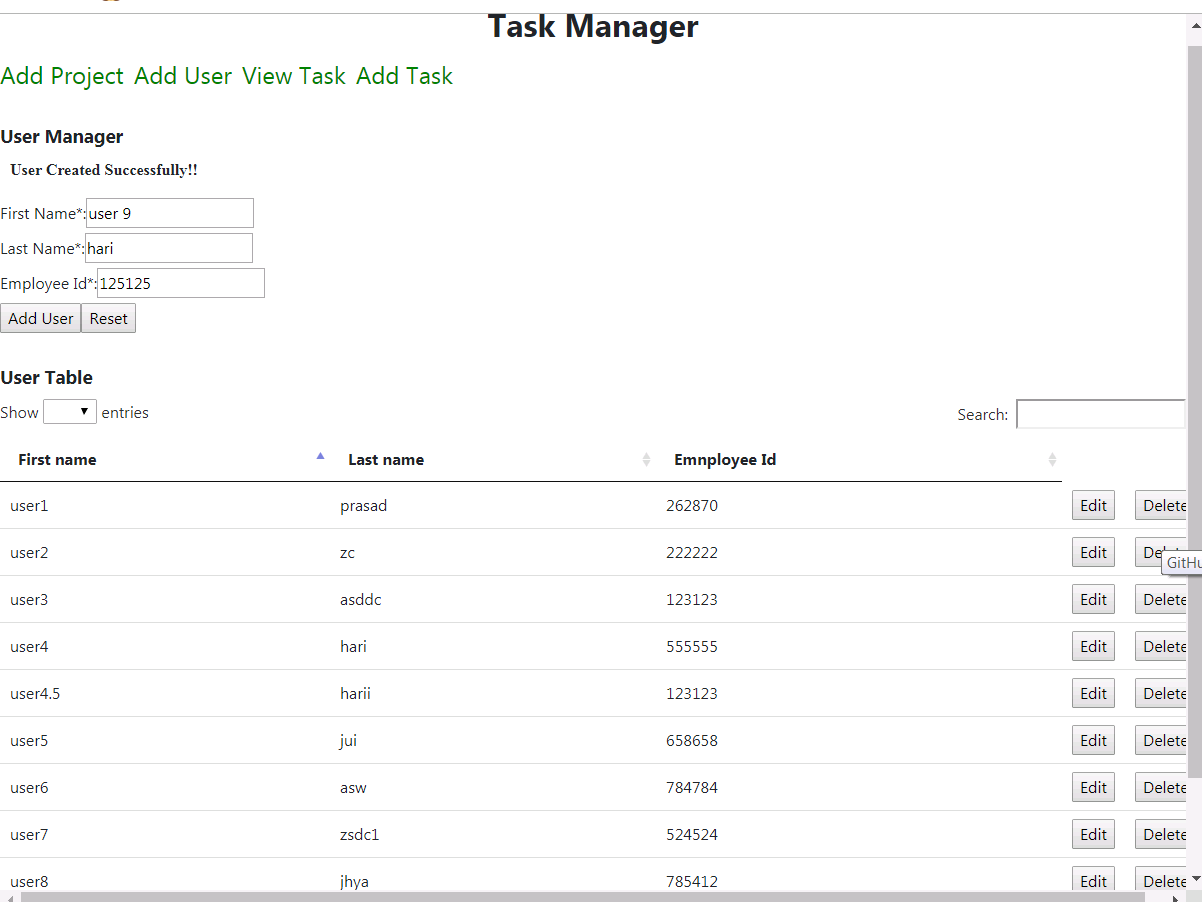 Task Manager
Add Project Add User View Task Add Task
User Manager
User Created Successfully!!
First Name*: user 9
Last Name*: hari
Employee Id*: 125125
Add User Reset
User Table
Show entries Search:
First name Last name Emnployee Id
user1 prasad 262870 Edit Delete
user2 zc 222222 Edit
user3 asddc 123123 Edit Delete
user4 hari 555555 Edit Delete
user4.5 harii 123123 Edit Delete
user5 jui 658658 Edit Delete
user6 asw 784784 Edit Delete
user7 zsdc1 524524 Edit Delete
user8 jhya 785412 Edit Delete